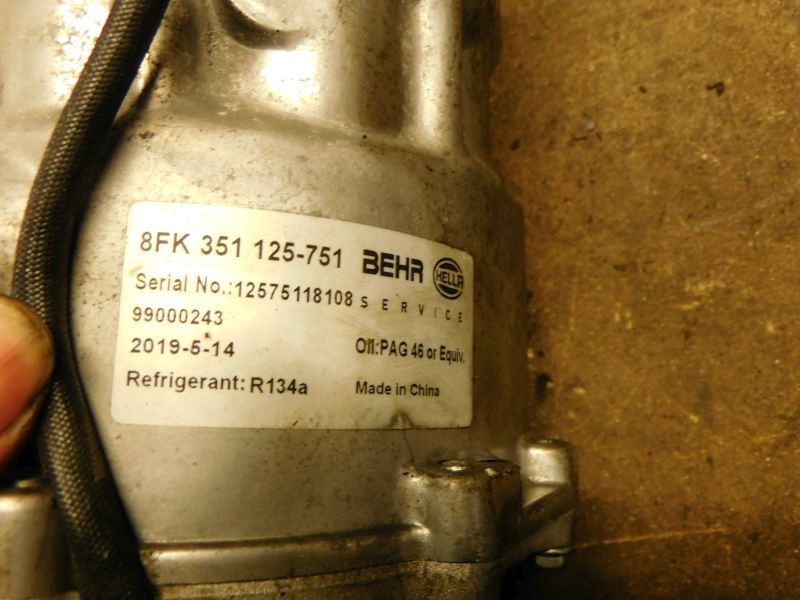 8FK 351 125-751 BEHR HELLA
Serial No.:12575118108 SERVICE
99000243
2019-5-14 Oil:PAG 46 or Equiv.
Refrigerant: R134a Made in China